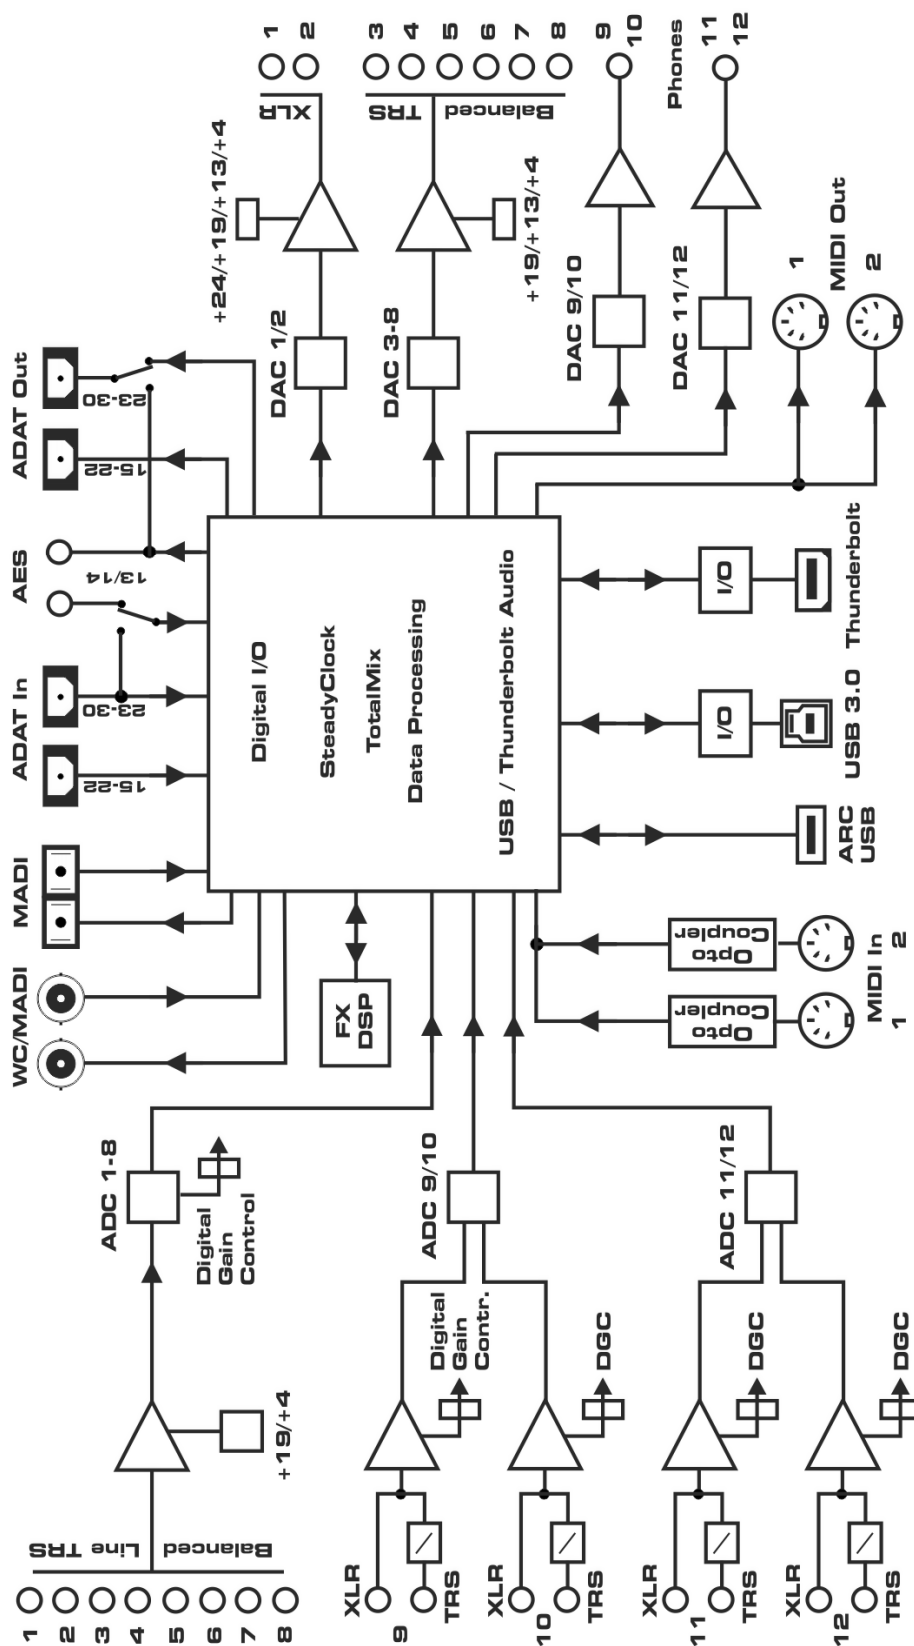 WC/MADI
MADI
ADAT In
15-22
23-30
AES
13/14
ADAT Out
15-22
23-30
1
2
3
4
5
6
7
8
Balanced
Line TRS
+19/+4
ADC 1-8
Digital
Gain
Control
9
XLR
TRS
Digital
Gain
Contr.
10
XLR
TRS
DGC
ADC 9/10
11
XLR
TRS
DGC
12
XLR
TRS
DGC
ADC 11/12
FX
DSP
Digital I/O
SteadyClock
TotalMix
Data Processing
USB / Thunderbolt Audio
Opto
Coupler
Opto
Coupler
1
MIDI In
2
ARC
USB
I/O
USB 3.0
I/O
Thunderbolt
DAC 1/2
+24/+19/+13/+4
XLR
1
2
DAC 3-8
+19/+13/+4
Balanced
TRS
3
4
5
6
7
8
DAC 9/10
9
10
Phones
DAC 11/12
11
12
1
MIDI Out
2